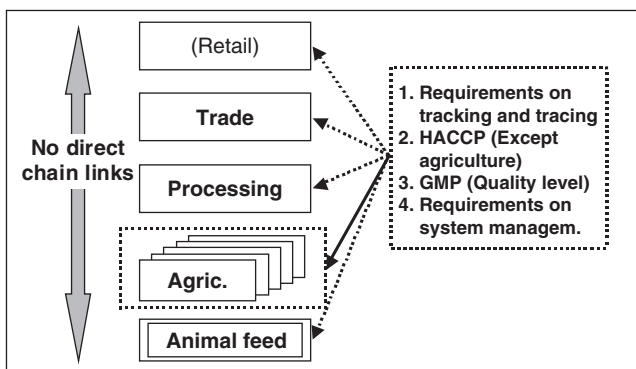 (Retail)
Trade
No direct
chain links
Processing
Agric.
Animal feed
1. Requirements on
tracking and tracing
2. HACCP (Except
agriculture)
3. GMP (Quality level)
4. Requirements on
system managem.